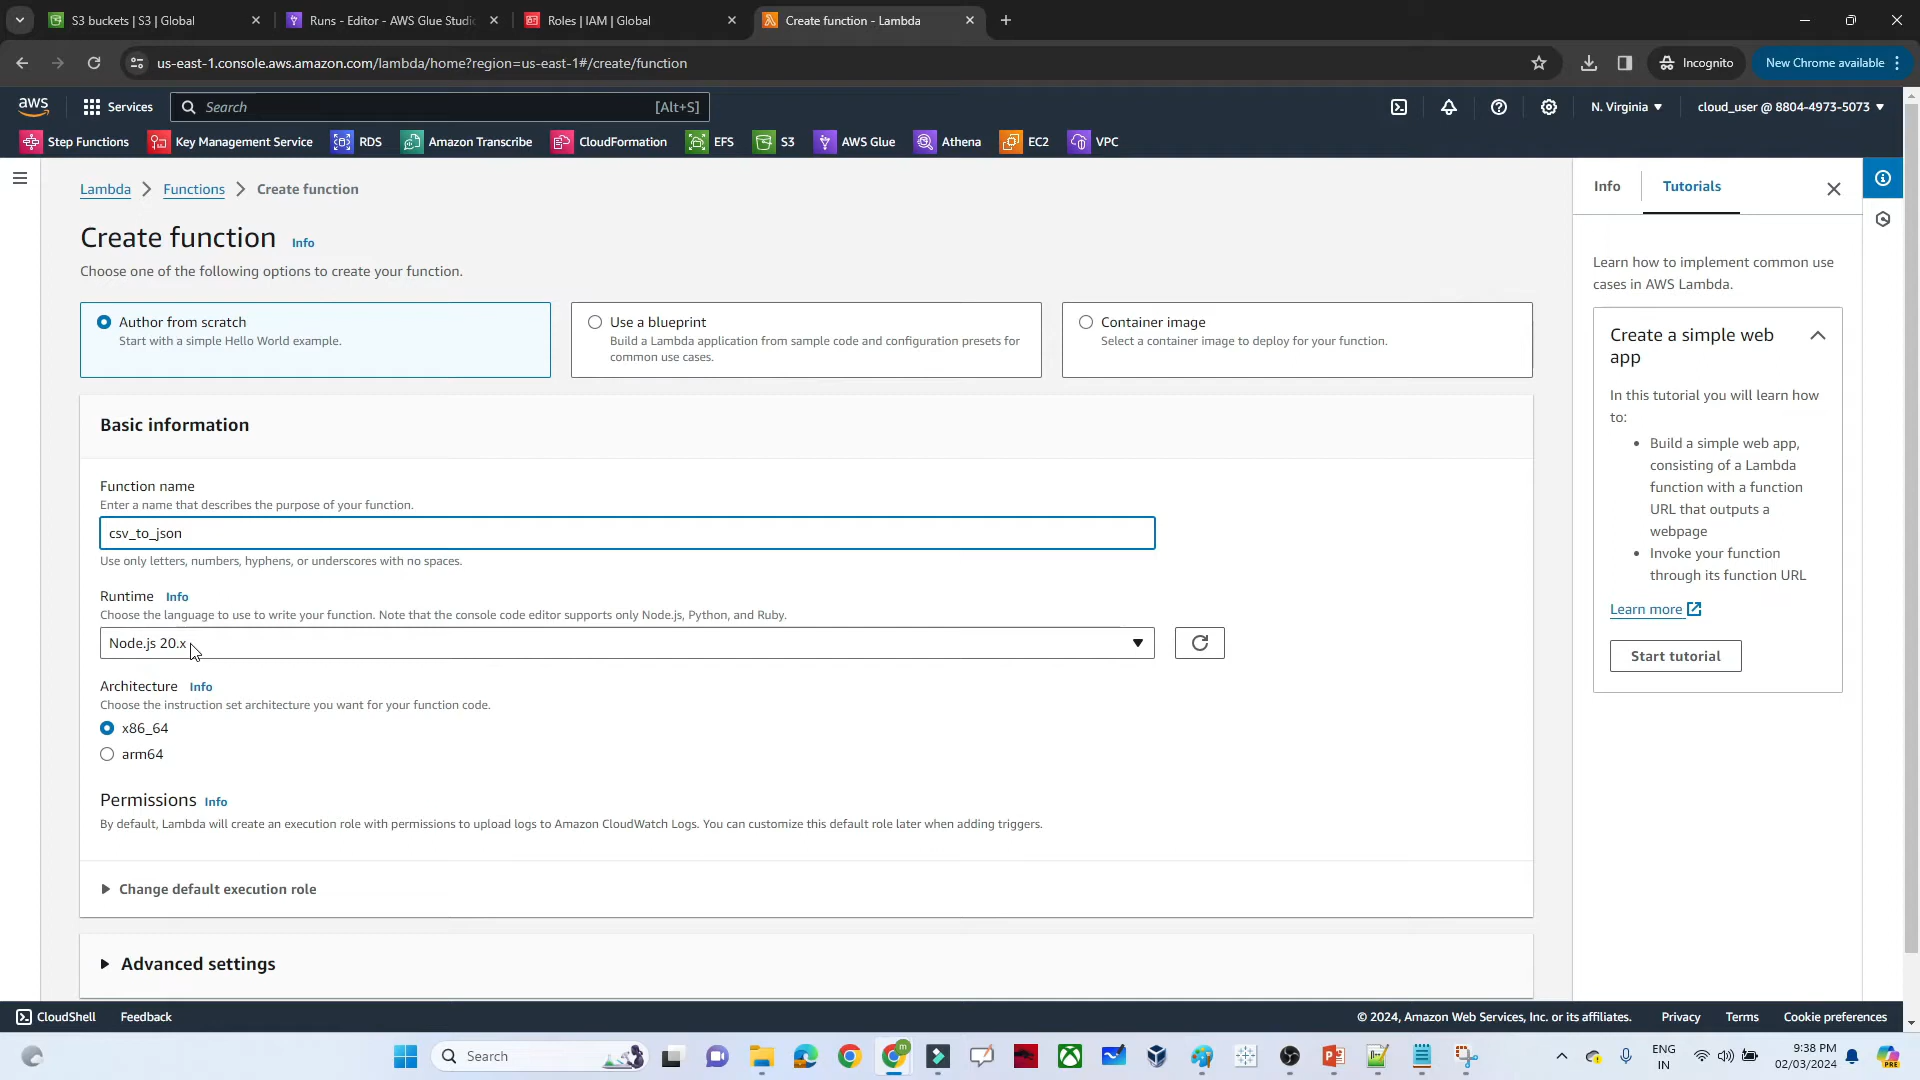 S3 buckets | S3 | Global
Runs - Editor - AWS Glue Studi
Roles | IAM | Global
Create function - Lambda
us-east-1.console.aws.amazon.com/lambda/home?region=us-east-1#/create/function
Incognito
New Chrome available
aws
Services
Search
[Alt+S]
N. Virginia
cloud_user @ 8804-4973-5073
Step Functions
Key Management Service
RDS
Amazon Transcribe
CloudFormation
EFS
S3
AWS Glue
Athena
EC2
VPC
Lambda > Functions > Create function
Create function Info
Choose one of the following options to create your function.
Author from scratch
Start with a simple Hello World example.
Use a blueprint
Build a Lambda application from sample code and configuration presets for
common use cases.
Container image
Select a container image to deploy for your function.
Basic information
Function name
Enter a name that describes the purpose of your function.
csv_to_json
Use only letters, numbers, hyphens, or underscores with no spaces.
Runtime Info
Choose the language to use to write your function. Note that the console code editor supports only Node.js, Python, and Ruby.
Node.js 20.x
Architecture Info
Choose the instruction set architecture you want for your function code.
x86_64
arm64
Permissions Info
By default, Lambda will create an execution role with permissions to upload logs to Amazon CloudWatch Logs. You can customize this default role later when adding triggers.
Change default execution role
Advanced settings
Info
Tutorials
Learn how to implement common use
cases in AWS Lambda.
Create a simple web
app
In this tutorial you will learn how
to:
• Build a simple web app,
consisting of a Lambda
function with a function
URL that outputs a
webpage
• Invoke your function
through its function URL
Learn more
Start tutorial
CloudShell
Feedback
© 2024, Amazon Web Services, Inc. or its affiliates.
Privacy
Terms
Cookie preferences
Search
ENG
IN
9:38 PM
02/03/2024